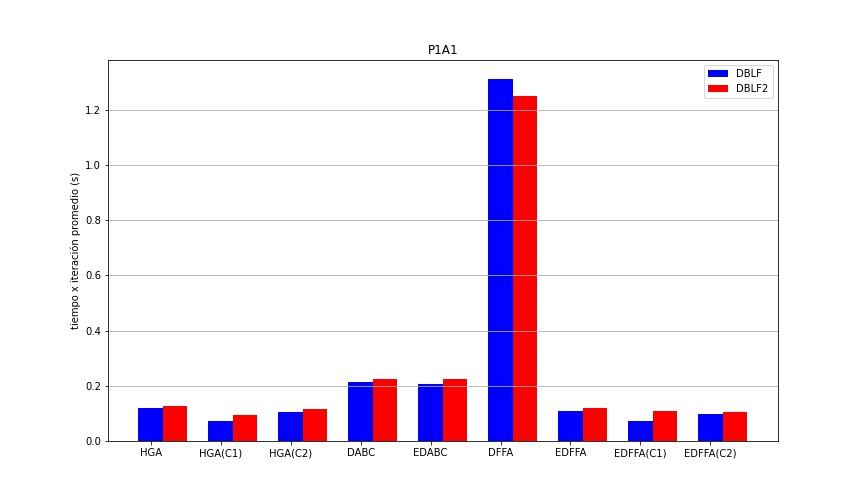 P1A1
DBLF
DBLF2
tiempo x iteración promedio (s)
1.2
1.0
0.8
0.6
0.4
0.2
0.0
HGA HGA(C1) HGA(C2) DABC EDABC DFFA EDFFA EDFFA(C1) EDFFA(C2)